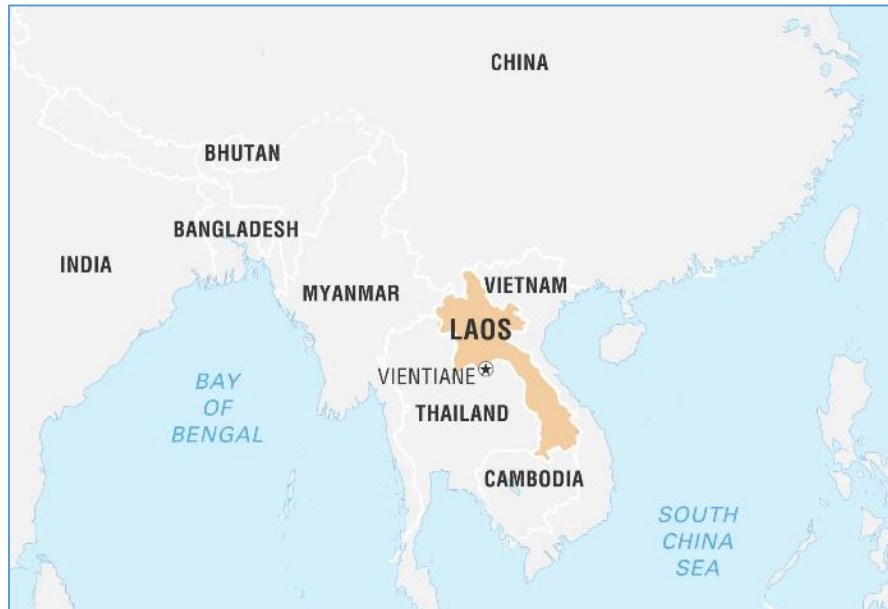 CHINA
BHUTAN
BANGLADESH
INDIA
MYANMAR
VIETNAM
LAOS
VIENTIANE
BAY
OF
BENGAL
THAILAND
CAMBODIA
SOUTH
CHINA
SEA